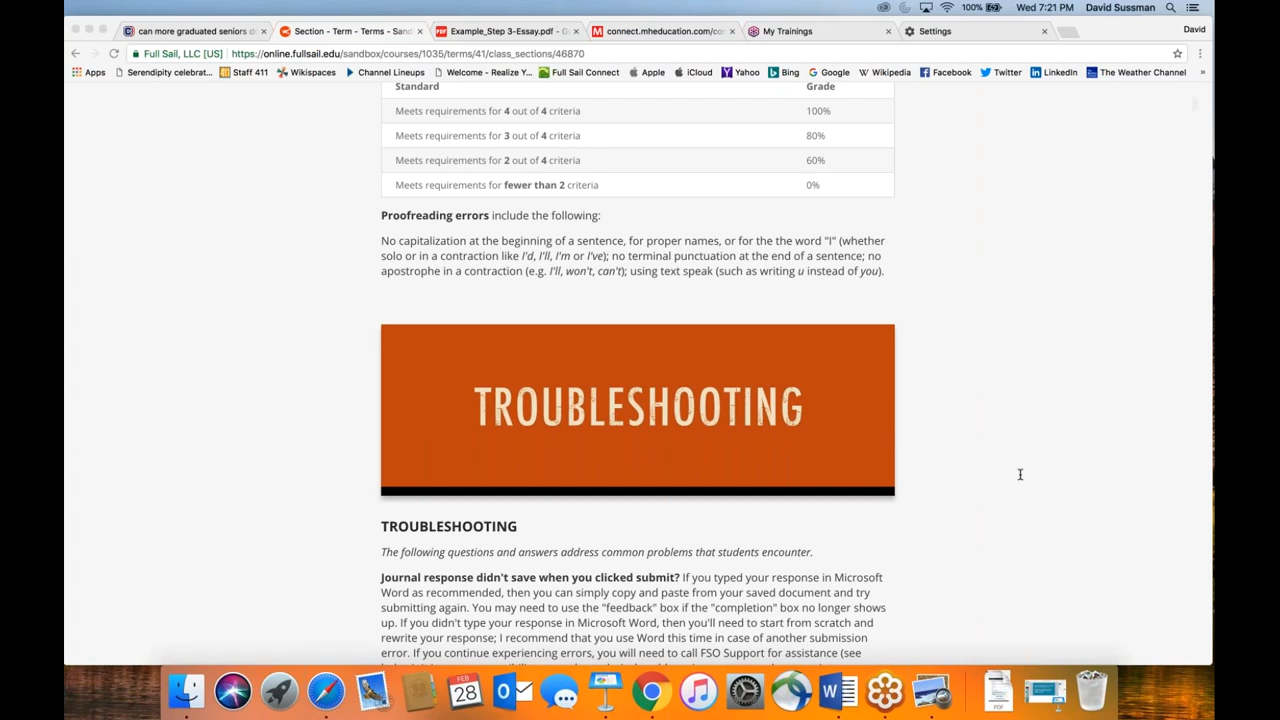 100% Wed 7:21 PM David Sussman
can more graduated seniors d
Section - Term - Terms - Sand
Example_Step 3-Essay.pdf - G
connect.mheducation.com/co
My Trainings
Settings
David
Full Sail, LLC [US] https://online.fullsail.edu/sandbox/courses/1035/terms/41/class_sections/46870
Apps Serendipity celebrat... Staff 411 Wikispaces Channel Lineups Welcome - Realize Y... Full Sail Connect Apple iCloud Yahoo Bing Google Wikipedia Facebook Twitter LinkedIn The Weather Channel »
Standard Grade
Meets requirements for 4 out of 4 criteria 100%
Meets requirements for 3 out of 4 criteria 80%
Meets requirements for 2 out of 4 criteria 60%
Meets requirements for fewer than 2 criteria 0%
Proofreading errors include the following:
No capitalization at the beginning of a sentence, for proper names, or for the the word "I" (whether
solo or in a contraction like I'd, I'll, I'm or I've); no terminal punctuation at the end of a sentence; no
apostrophe in a contraction (e.g. I'll, won't, can't); using text speak (such as writing u instead of you).
TROUBLESHOOTING
TROUBLESHOOTING
The following questions and answers address common problems that students encounter.
Journal response didn't save when you clicked submit? If you typed your response in Microsoft
Word as recommended, then you can simply copy and paste from your saved document and try
submitting again. You may need to use the "feedback" box if the "completion" box no longer shows
up. If you didn't type your response in Microsoft Word, then you'll need to start from scratch and
rewrite your response; I recommend that you use Word this time in case of another submission
error. If you continue experiencing errors, you will need to call FSO Support for assistance (see
FEB
28
PDF